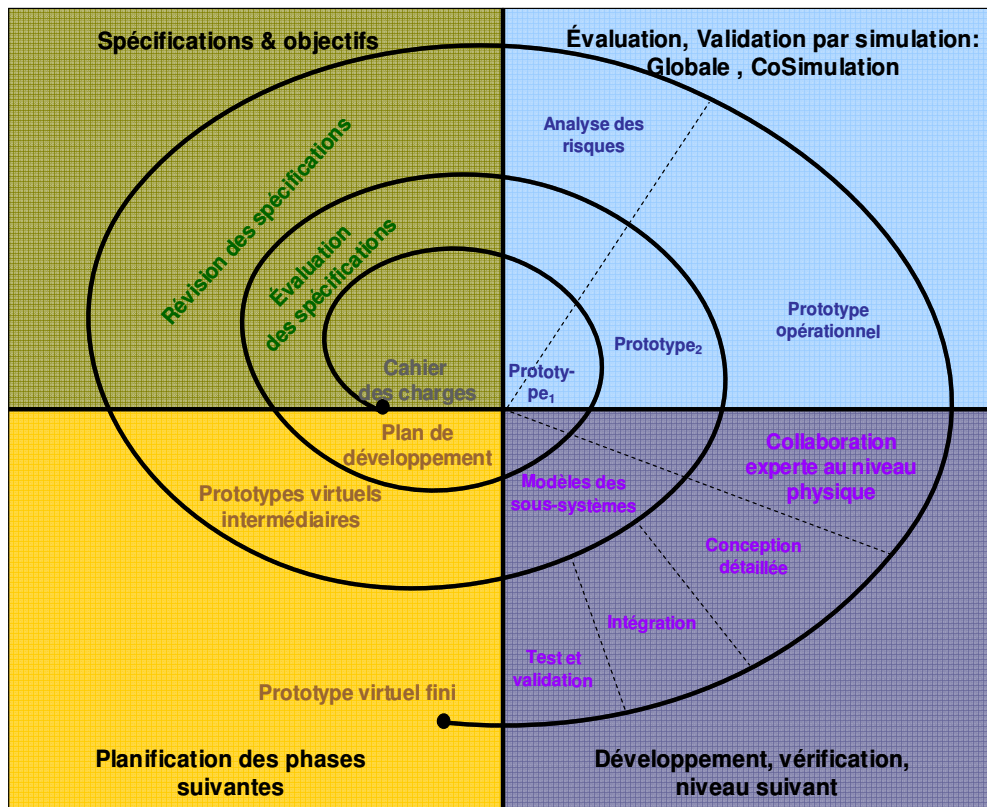 Spécifications & objectifs
Évaluation, Validation par simulation:
Globale , CoSimulation
Analyse des
risques
Révision des spécifications
Évaluation
des spécifications
Prototype
opérationnel
Prototype₂
Prototy-
pe₁
Cahier
des charges
Plan de
développement
Prototypes virtuels
intermédiaires
Modèles des
sous-systèmes
Collaboration
experte au niveau
physique
Conception
détaillée
Intégration
Test et
validation
Prototype virtuel fini
Planification des phases
suivantes
Développement, vérification,
niveau suivant